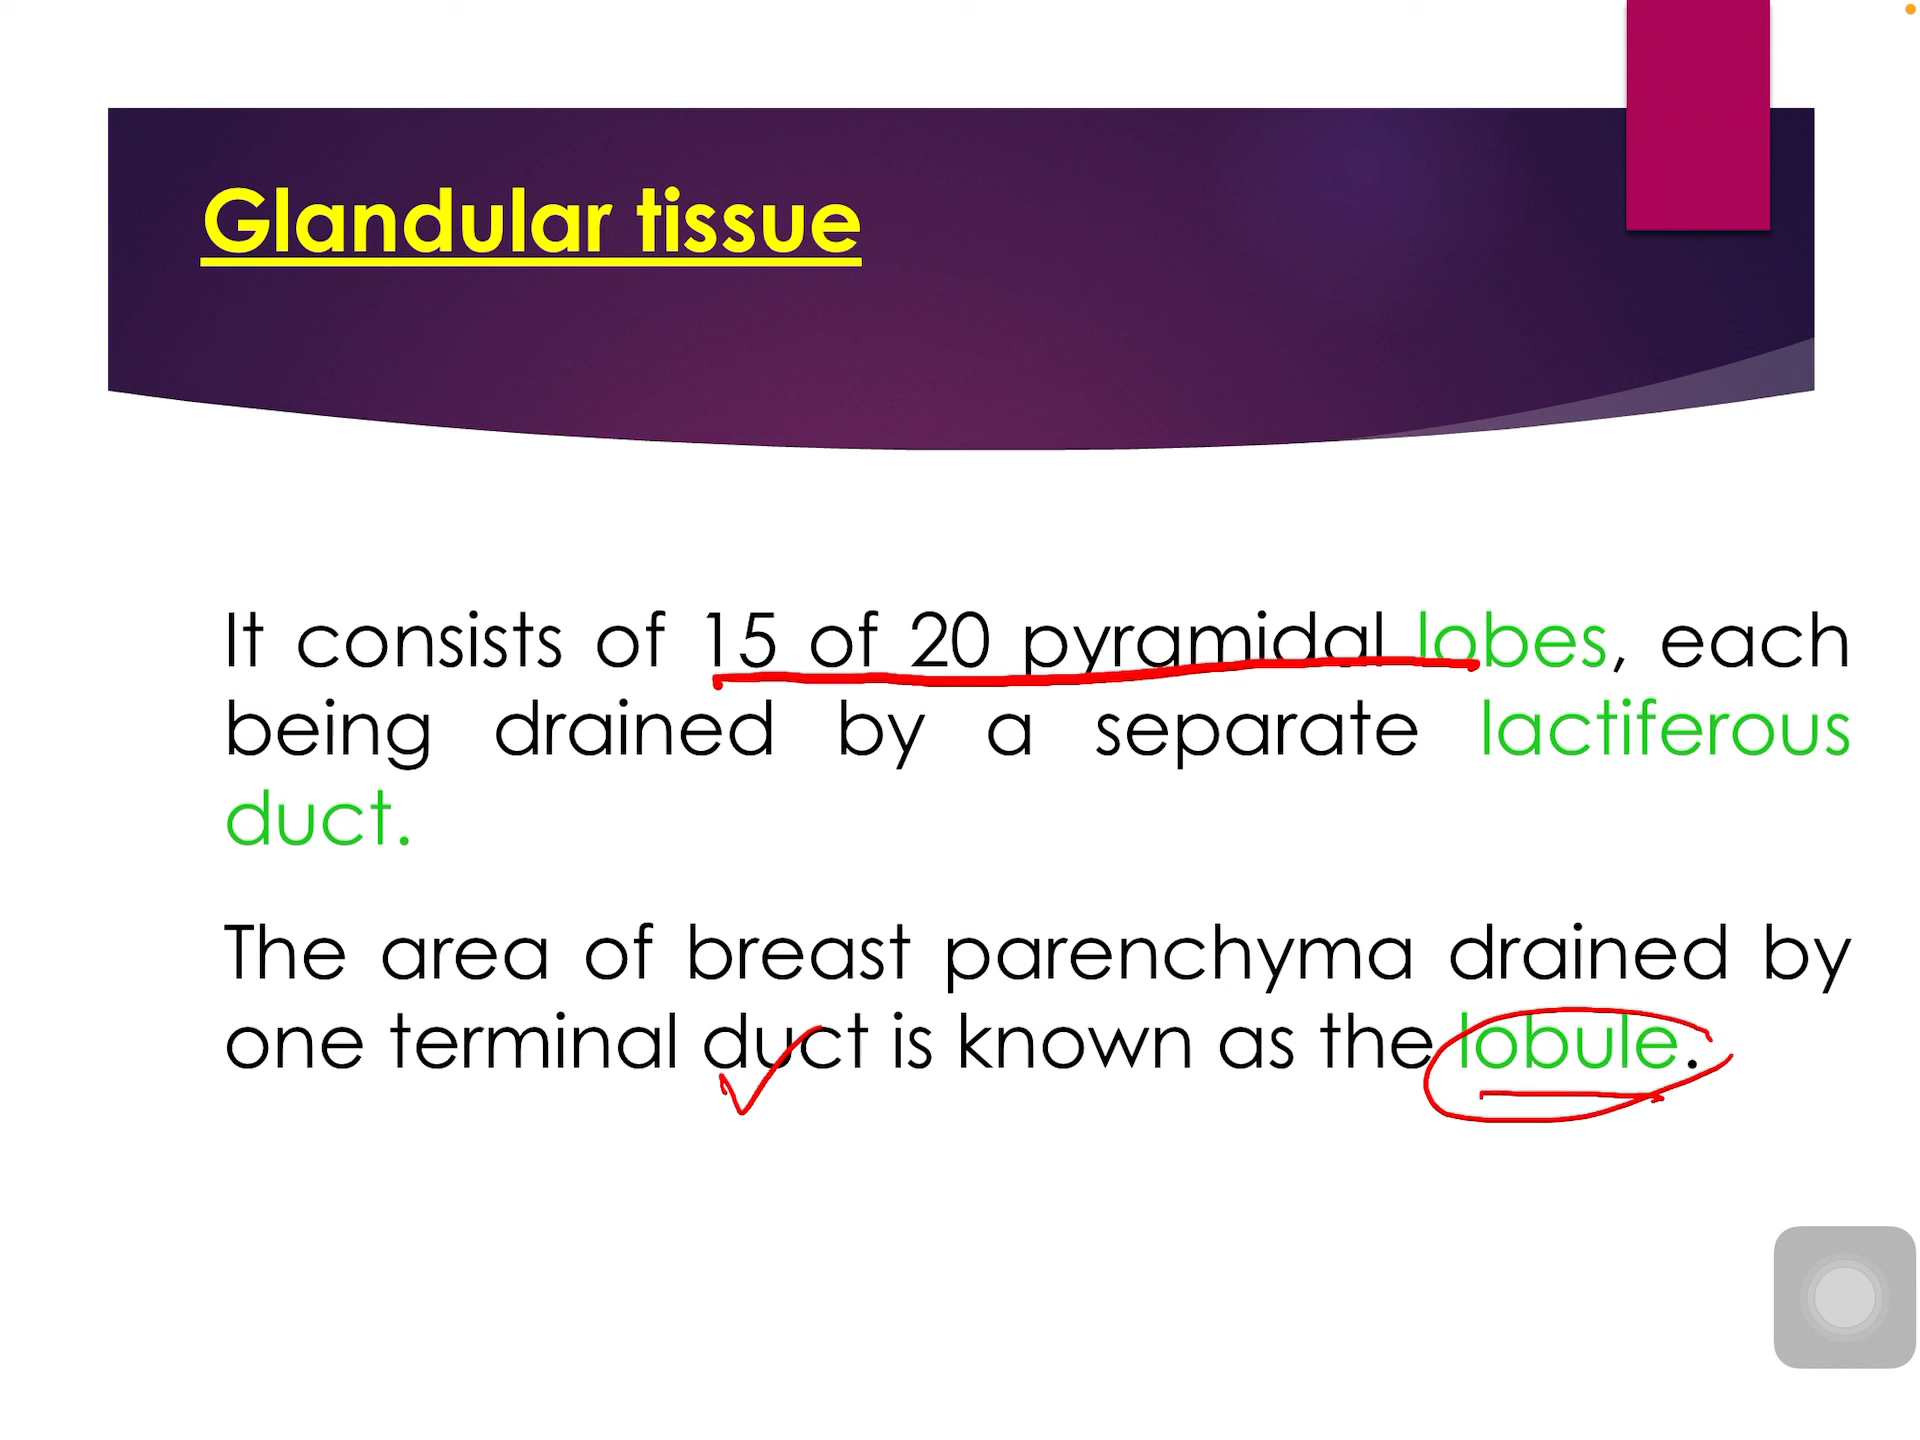 Glandular tissue
It consists of 15 of 20 pyramidal lobes, each
being drained by a separate lactiferous
duct.
The area of breast parenchyma drained by
one terminal duct is known as the lobule.